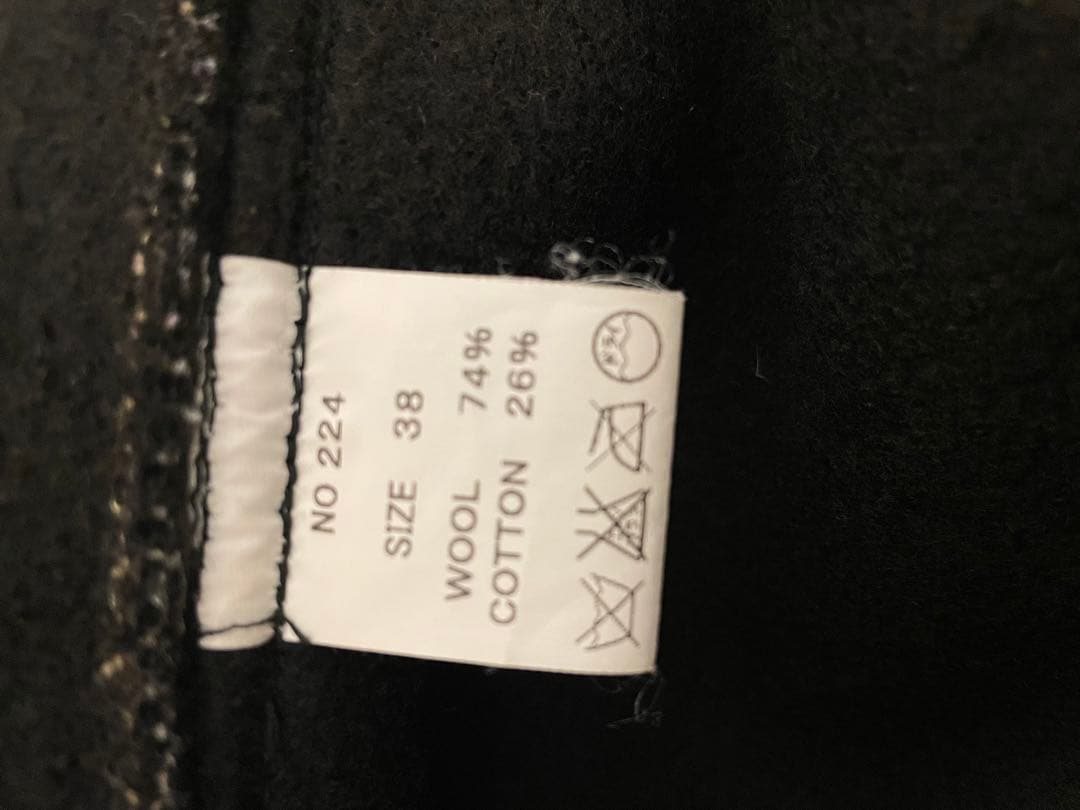 NO 224
SIZE 38
WOOL 74%
COTTON 26%